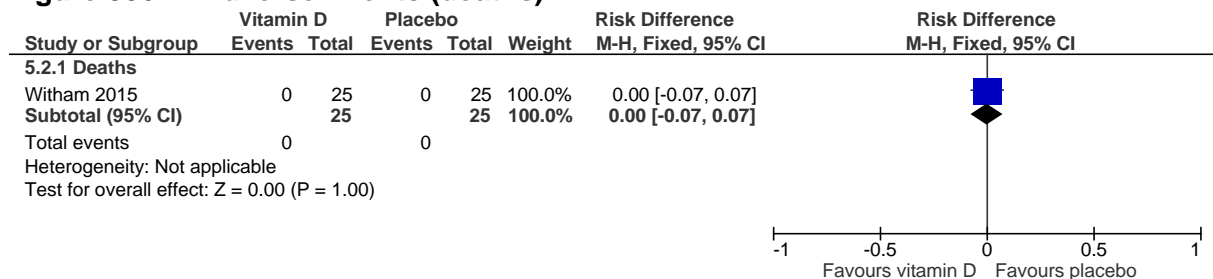 Vitamin D Placebo Risk Difference Risk Difference
Study or Subgroup Events Total Events Total Weight M-H, Fixed, 95% CI M-H, Fixed, 95% CI
5.2.1 Deaths
Witham 2015 0 25 0 25 100.0% 0.00 [-0.07, 0.07]
Subtotal (95% CI) 25 25 100.0% 0.00 [-0.07, 0.07]
Total events 0 0
Heterogeneity: Not applicable
Test for overall effect: Z = 0.00 (P = 1.00)
-1 -0.5 0 0.5 1
Favours vitamin D Favours placebo